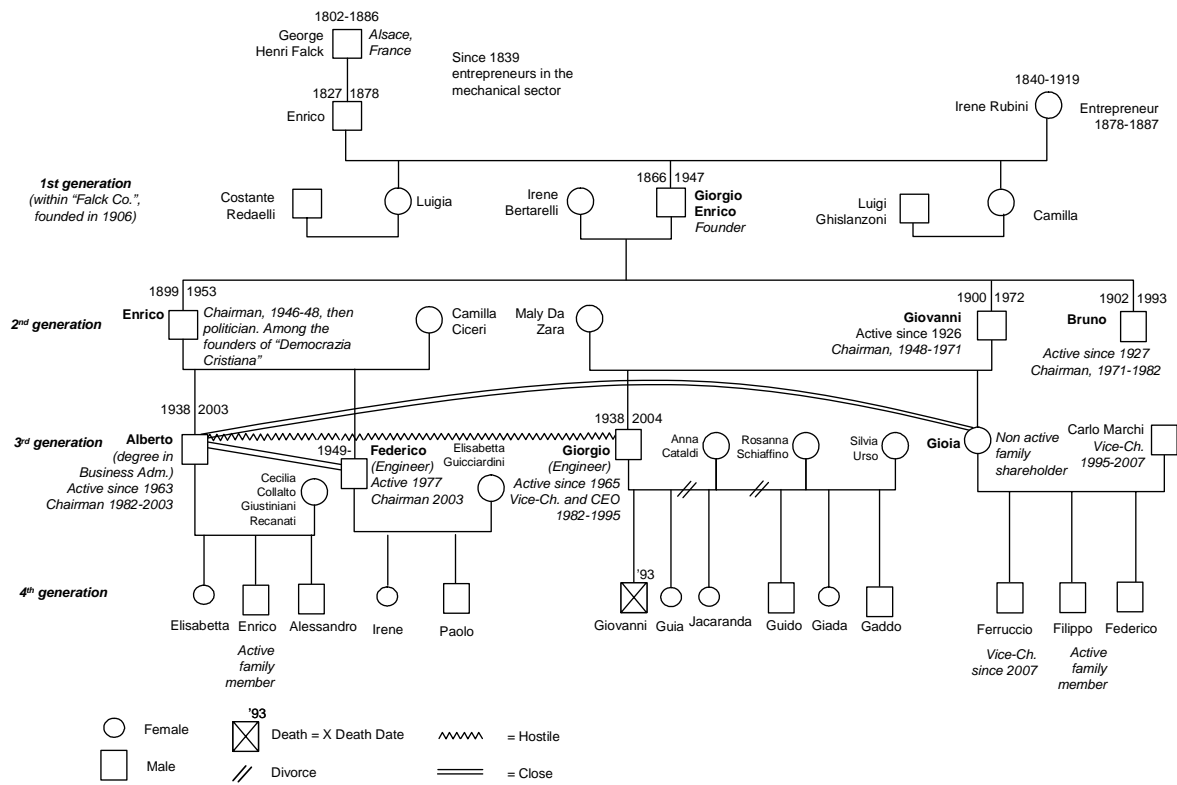 1802-1886
George
Henri Falck
Alsace,
France
Since 1839
entrepreneurs in the
mechanical sector
1827 1878
Enrico
1840-1919
Irene Rubini
Entrepreneur
1878-1887
1st generation
(within “Falck Co.”,
founded in 1906)
Costante
Redaelli
Luigia
Irene
Bertarelli
1866 1947
Giorgio
Enrico
Founder
Luigi
Ghislanzoni
Camilla
2nd generation
1899 1953
Enrico
Chairman, 1946-48, then
politician. Among the
founders of “Democrazia
Cristiana”
Camilla
Ciceri
Maly Da
Zara
1900 1972
Giovanni
Active since 1926
Chairman, 1948-1971
1902 1993
Bruno
Active since 1927
Chairman, 1971-1982
3rd generation
1938 2003
Alberto
(degree in
Business Adm.)
Active since 1963
Chairman 1982-2003
Cecilia
Collalto
Giustiniani
Recanati
1949-
Federico
(Engineer)
Active 1977
Chairman 2003
Elisabetta
Guicciardini
1938 2004
Giorgio
(Engineer)
Active since 1965
Vice-Ch. and CEO
1982-1995
Anna
Cataldi
Rosanna
Schiaffino
Silvia
Urso
Gioia
Non active
family
shareholder
Carlo Marchi
Vice-Ch.
1995-2007
4th generation
Elisabetta
Enrico
Active
family
member
Alessandro
Irene
Paolo
'93
Giovanni
Guia
Jacaranda
Guido
Giada
Gaddo
Ferruccio
Vice-Ch.
since 2007
Filippo
Active
family
member
Federico
Female
'93
Death = X Death Date
= Hostile
Male
Divorce
= Close